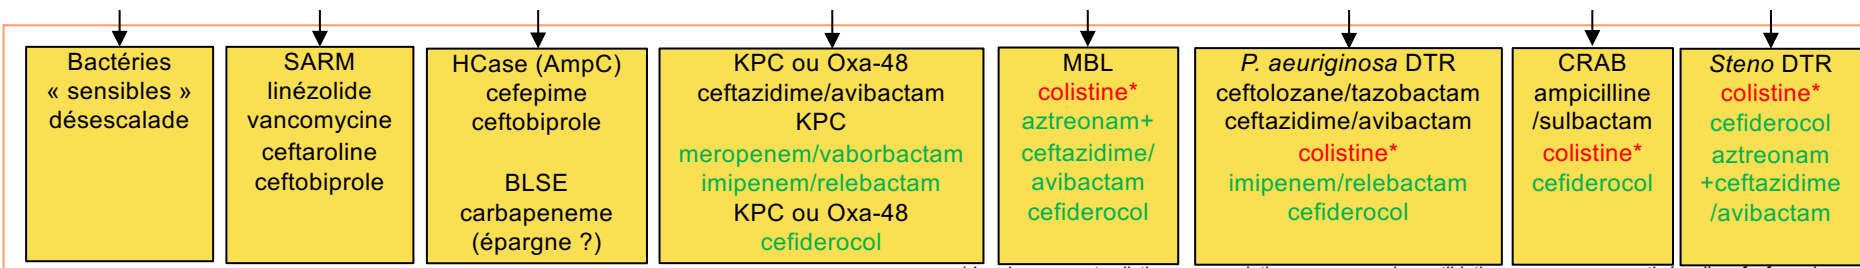 Bactéries
« sensibles »
désescalade
SARM
linézolide
vancomycine
ceftaroline
ceftobiprole
HCase (AmpC)
cefepime
ceftobiprole
BLSE
carbapeneme
(épargne ?)
KPC ou Oxa-48
ceftazidime/avibactam
KPC
meropenem/vaborbactam
imipenem/relebactam
KPC ou Oxa-48
cefiderocol
MBL
colistine*
aztreonam+
ceftazidime/
avibactam
cefiderocol
P. aeuriginosa DTR
ceftolozane/tazobactam
ceftazidime/avibactam
colistine*
imipenem/relebactam
cefiderocol
CRAB
ampicilline
/sulbactam
colistine*
cefiderocol
Steno DTR
colistine*
cefiderocol
aztreonam
+ceftazidime
/avibactam